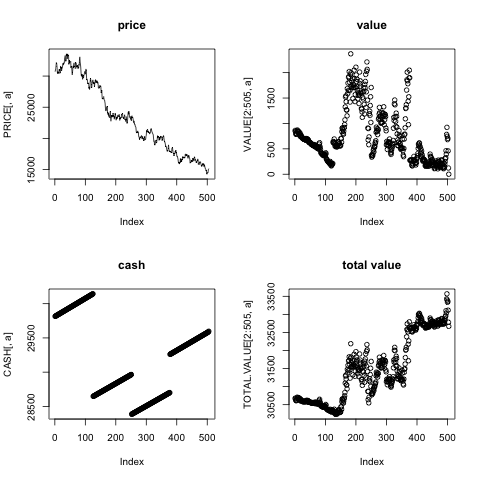 price
PRICE[, a]
15000 25000
0 100 200 300 400 500
Index
value
VALUE[2:505, a]
0 500 1500
0 100 200 300 400 500
Index
cash
CASH[, a]
28500 29500
0 100 200 300 400 500
Index
total value
TOTAL.VALUE[2:505, a]
30500 31500 32500 33500
0 100 200 300 400 500
Index